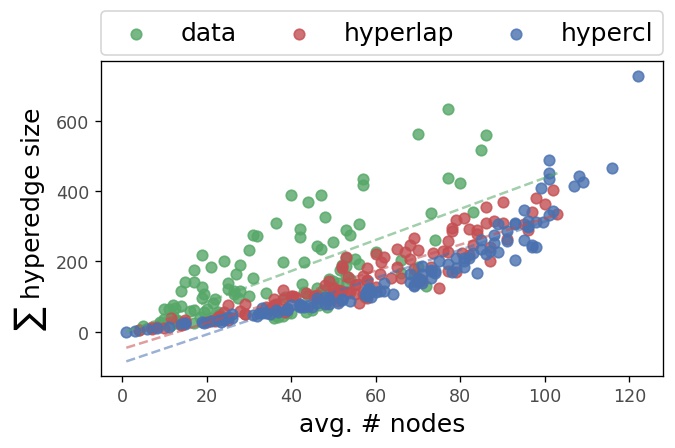 data hyperlap hypercl
∑ hyperedge size
600
400
200
0
0 20 40 60 80 100 120
avg. # nodes